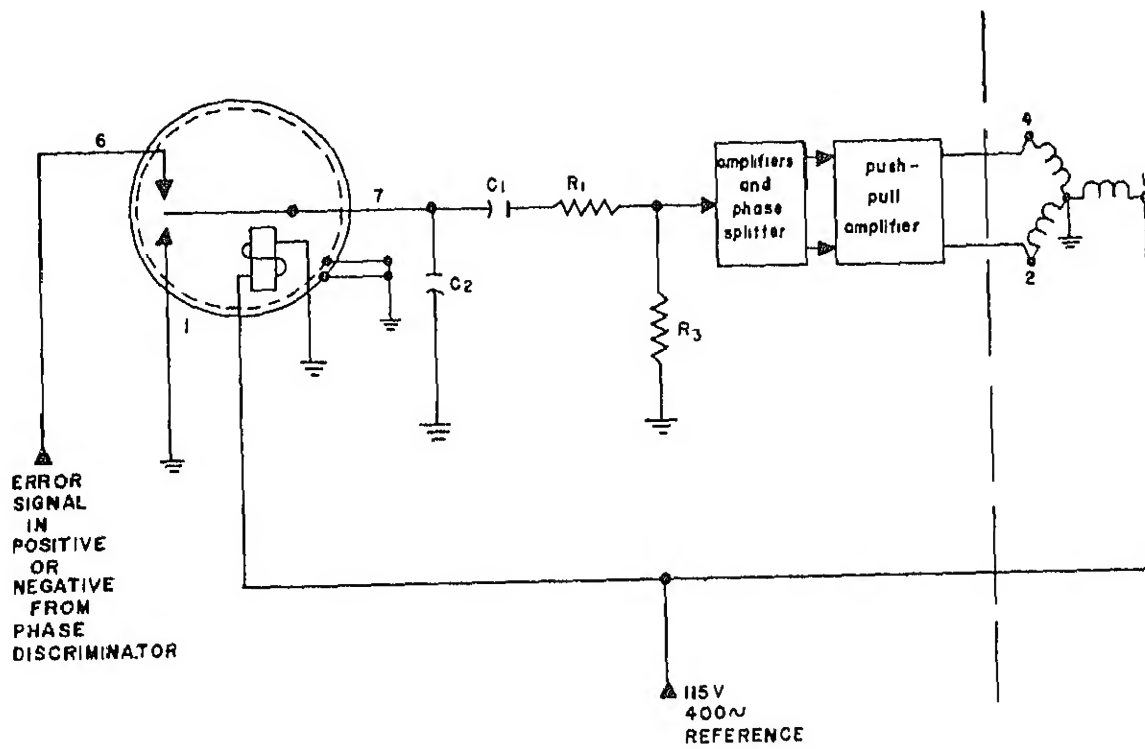 6
7
1
C1
R1
C2
R3
amplifiers
and
phase
splitter
push-
pull
amplifier
4
2
ERROR
SIGNAL
IN
POSITIVE
OR
NEGATIVE
FROM
PHASE
DISCRIMINATOR
115V
400~
REFERENCE